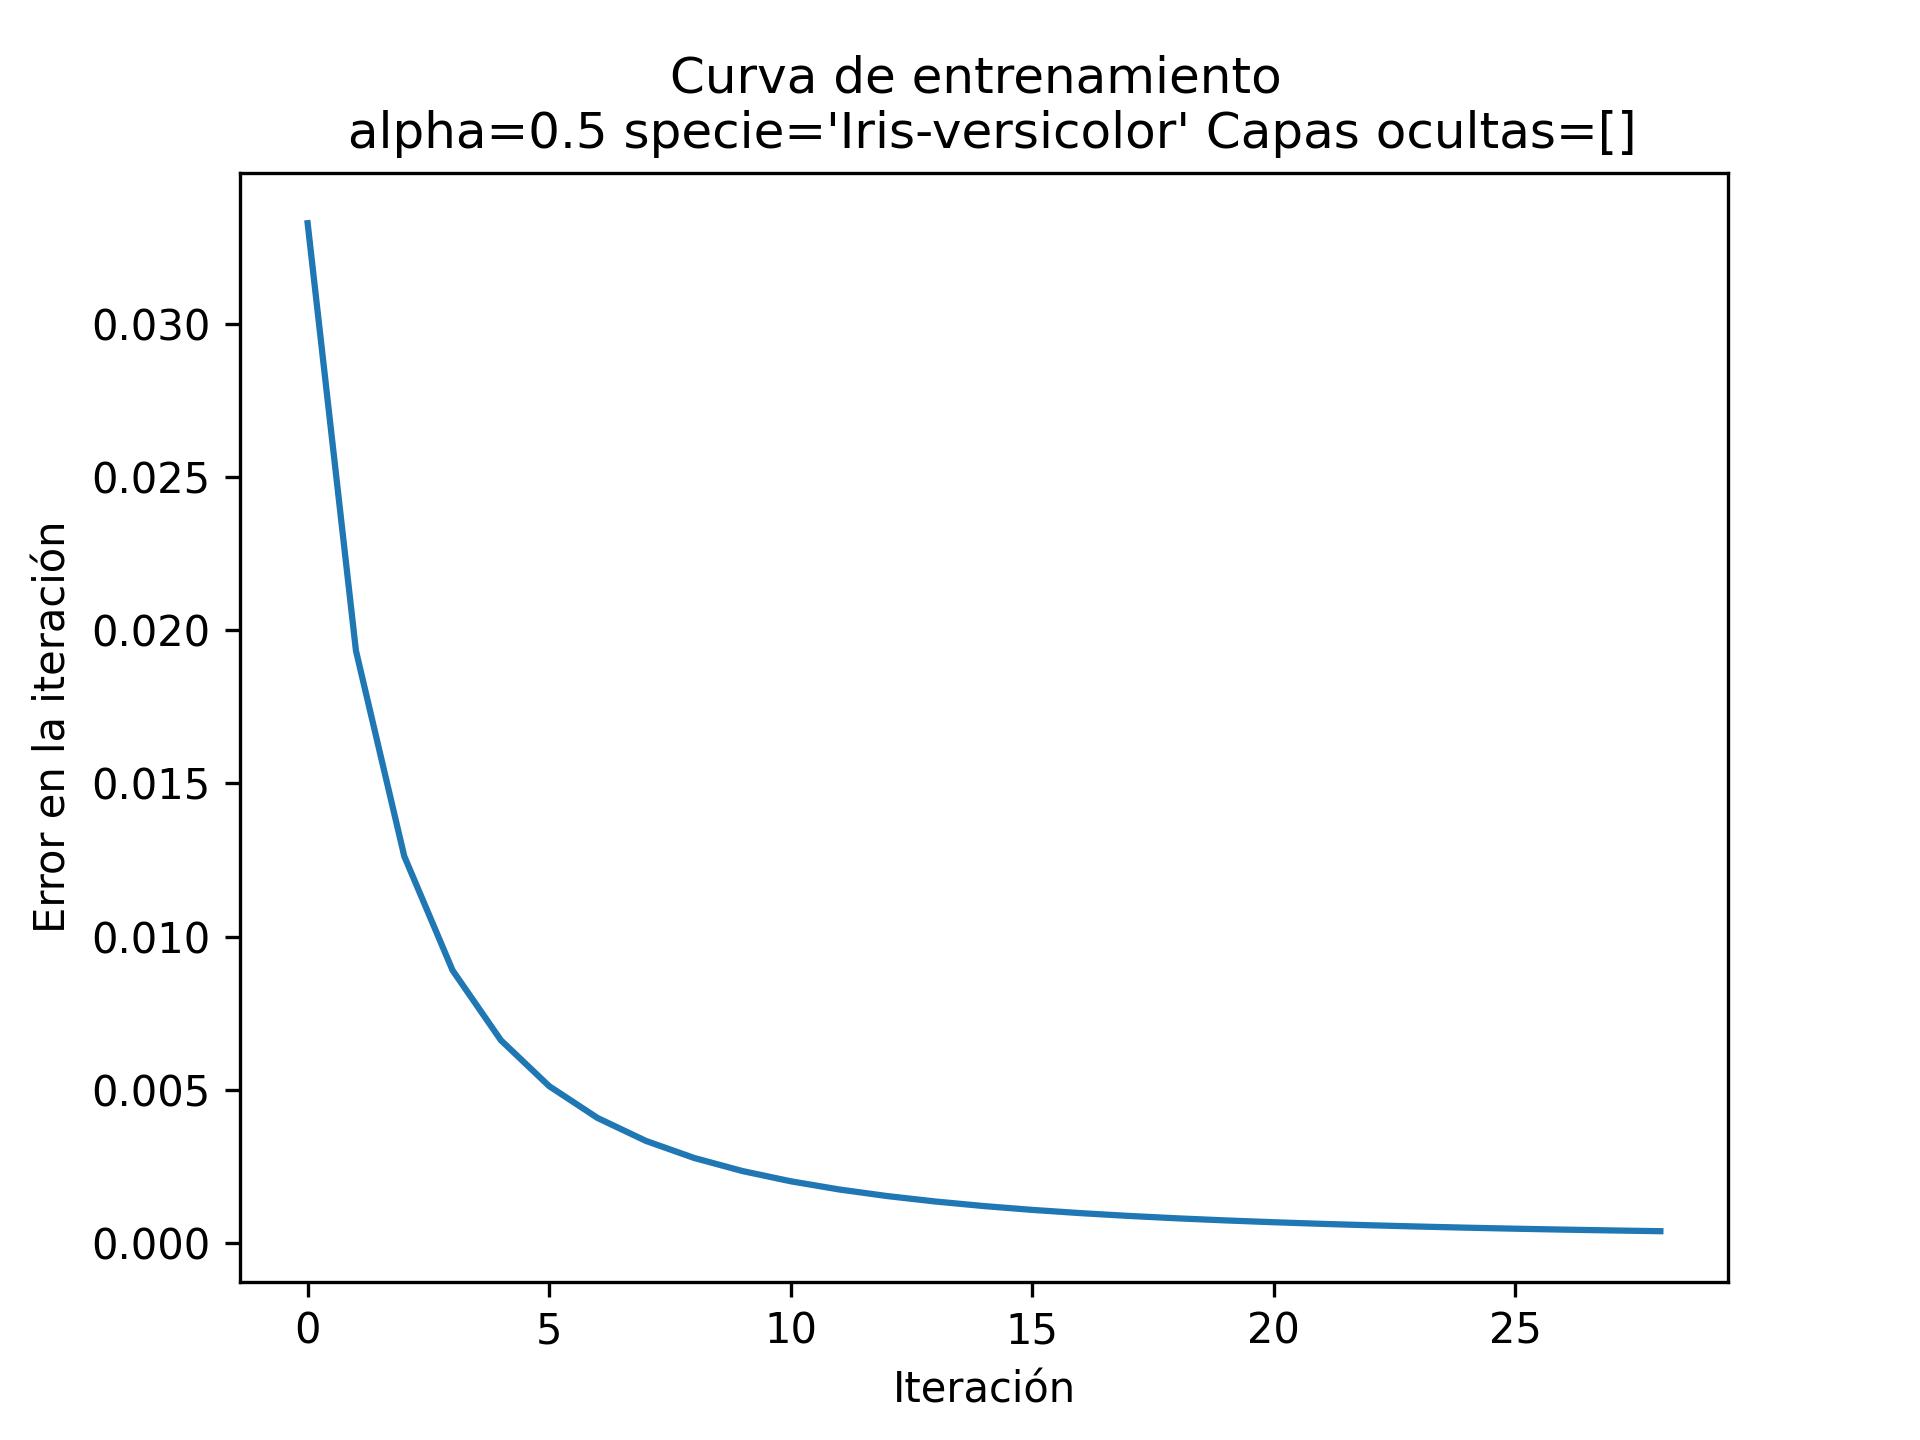 Curva de entrenamiento
alpha=0.5 specie='Iris-versicolor' Capas ocultas=[]
Error en la iteración
0.030
0.025
0.020
0.015
0.010
0.005
0.000
0 5 10 15 20 25
Iteración